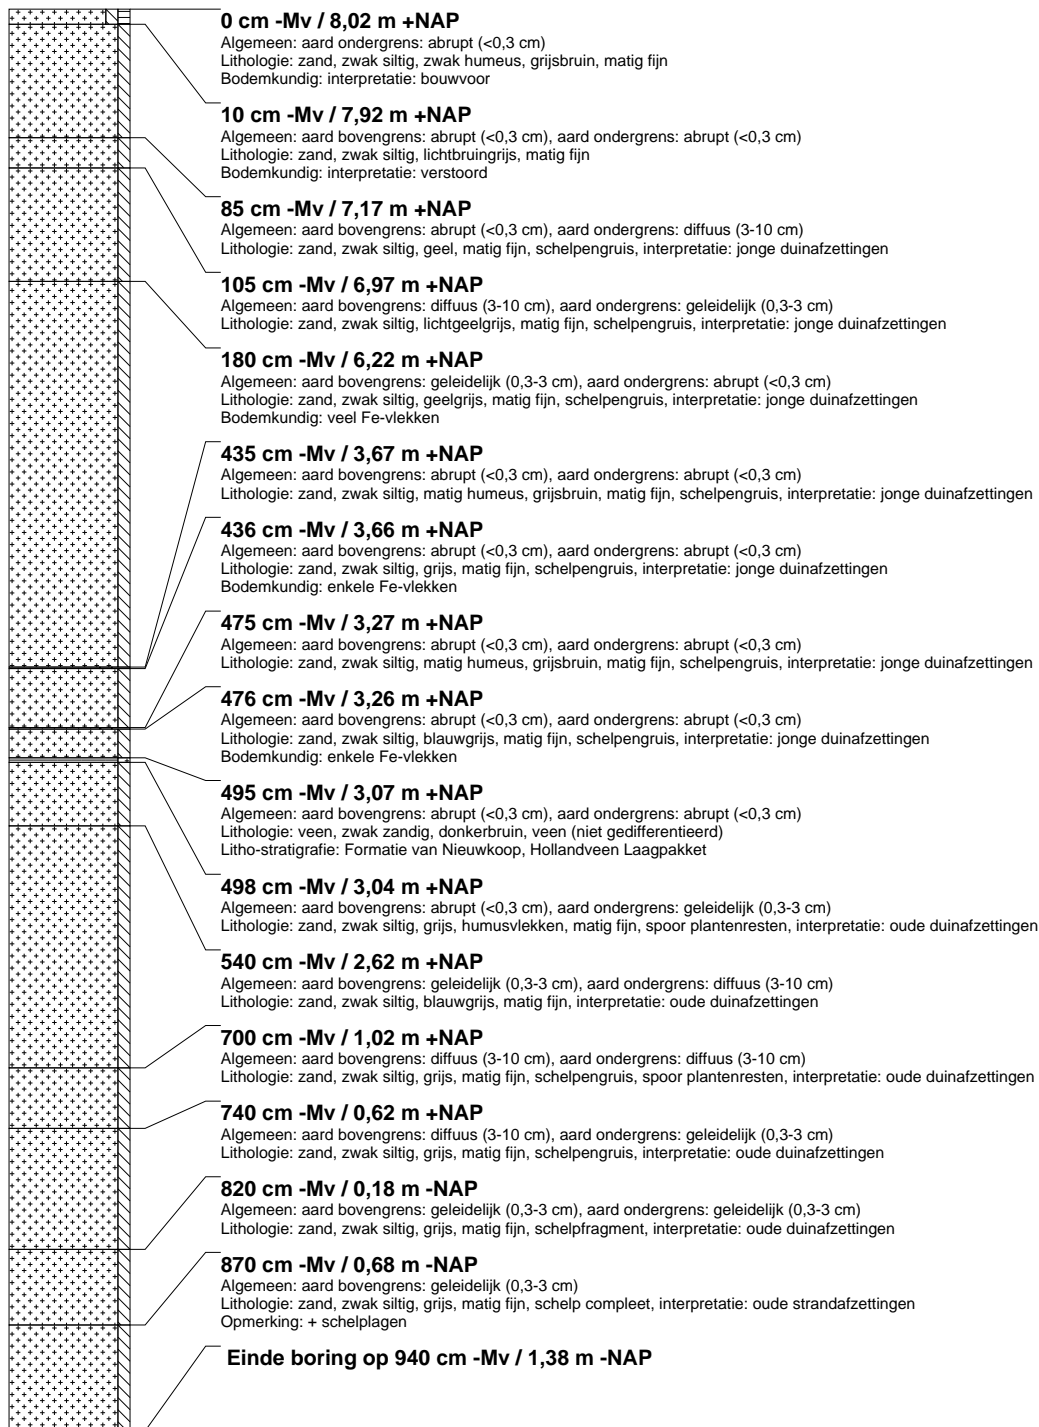 0 cm -Mv / 8,02 m +NAP
Algemeen: aard ondergrens: abrupt (<0,3 cm)
Lithologie: zand, zwak siltig, zwak humeus, grijsbruin, matig fijn
Bodemkundig: interpretatie: bouwvoor
10 cm -Mv / 7,92 m +NAP
Algemeen: aard bovengrens: abrupt (<0,3 cm), aard ondergrens: abrupt (<0,3 cm)
Lithologie: zand, zwak siltig, lichtbruingrijs, matig fijn
Bodemkundig: interpretatie: verstoord
85 cm -Mv / 7,17 m +NAP
Algemeen: aard bovengrens: abrupt (<0,3 cm), aard ondergrens: diffuus (3-10 cm)
Lithologie: zand, zwak siltig, geel, matig fijn, schelpengruis, interpretatie: jonge duinafzettingen
105 cm -Mv / 6,97 m +NAP
Algemeen: aard bovengrens: diffuus (3-10 cm), aard ondergrens: geleidelijk (0,3-3 cm)
Lithologie: zand, zwak siltig, lichtgeelgrijs, matig fijn, schelpengruis, interpretatie: jonge duinafzettingen
180 cm -Mv / 6,22 m +NAP
Algemeen: aard bovengrens: geleidelijk (0,3-3 cm), aard ondergrens: abrupt (<0,3 cm)
Lithologie: zand, zwak siltig, geelgrijs, matig fijn, schelpengruis, interpretatie: jonge duinafzettingen
Bodemkundig: veel Fe-vlekken
435 cm -Mv / 3,67 m +NAP
Algemeen: aard bovengrens: abrupt (<0,3 cm), aard ondergrens: abrupt (<0,3 cm)
Lithologie: zand, zwak siltig, matig humeus, grijsbruin, matig fijn, schelpengruis, interpretatie: jonge duinafzettingen
436 cm -Mv / 3,66 m +NAP
Algemeen: aard bovengrens: abrupt (<0,3 cm), aard ondergrens: abrupt (<0,3 cm)
Lithologie: zand, zwak siltig, grijs, matig fijn, schelpengruis, interpretatie: jonge duinafzettingen
Bodemkundig: enkele Fe-vlekken
475 cm -Mv / 3,27 m +NAP
Algemeen: aard bovengrens: abrupt (<0,3 cm), aard ondergrens: abrupt (<0,3 cm)
Lithologie: zand, zwak siltig, matig humeus, grijsbruin, matig fijn, schelpengruis, interpretatie: jonge duinafzettingen
476 cm -Mv / 3,26 m +NAP
Algemeen: aard bovengrens: abrupt (<0,3 cm), aard ondergrens: abrupt (<0,3 cm)
Lithologie: zand, zwak siltig, blauwgrijs, matig fijn, schelpengruis, interpretatie: jonge duinafzettingen
Bodemkundig: enkele Fe-vlekken
495 cm -Mv / 3,07 m +NAP
Algemeen: aard bovengrens: abrupt (<0,3 cm), aard ondergrens: abrupt (<0,3 cm)
Lithologie: veen, zwak zandig, donkerbruin, veen (niet gedifferentieerd)
Litho-stratigrafie: Formatie van Nieuwkoop, Hollandveen Laagpakket
498 cm -Mv / 3,04 m +NAP
Algemeen: aard bovengrens: abrupt (<0,3 cm), aard ondergrens: geleidelijk (0,3-3 cm)
Lithologie: zand, zwak siltig, grijs, humusvlekken, matig fijn, spoor plantenresten, interpretatie: oude duinafzettingen
540 cm -Mv / 2,62 m +NAP
Algemeen: aard bovengrens: geleidelijk (0,3-3 cm), aard ondergrens: diffuus (3-10 cm)
Lithologie: zand, zwak siltig, blauwgrijs, matig fijn, interpretatie: oude duinafzettingen
700 cm -Mv / 1,02 m +NAP
Algemeen: aard bovengrens: diffuus (3-10 cm), aard ondergrens: diffuus (3-10 cm)
Lithologie: zand, zwak siltig, grijs, matig fijn, schelpengruis, spoor plantenresten, interpretatie: oude duinafzettingen
740 cm -Mv / 0,62 m +NAP
Algemeen: aard bovengrens: diffuus (3-10 cm), aard ondergrens: geleidelijk (0,3-3 cm)
Lithologie: zand, zwak siltig, grijs, matig fijn, schelpengruis, interpretatie: oude duinafzettingen
820 cm -Mv / 0,18 m -NAP
Algemeen: aard bovengrens: geleidelijk (0,3-3 cm), aard ondergrens: geleidelijk (0,3-3 cm)
Lithologie: zand, zwak siltig, grijs, matig fijn, schelpfragment, interpretatie: oude duinafzettingen
870 cm -Mv / 0,68 m -NAP
Algemeen: aard bovengrens: geleidelijk (0,3-3 cm)
Lithologie: zand, zwak siltig, grijs, matig fijn, schelp compleet, interpretatie: oude strandafzettingen
Opmerking: + schelplagen
Einde boring op 940 cm -Mv / 1,38 m -NAP